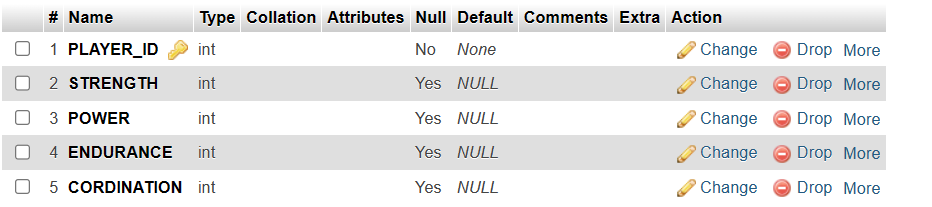 # Name Type Collation Attributes Null Default Comments Extra Action
1 PLAYER_ID int No None Change Drop More
2 STRENGTH int Yes NULL Change Drop More
3 POWER int Yes NULL Change Drop More
4 ENDURANCE int Yes NULL Change Drop More
5 CORDINATION int Yes NULL Change Drop More